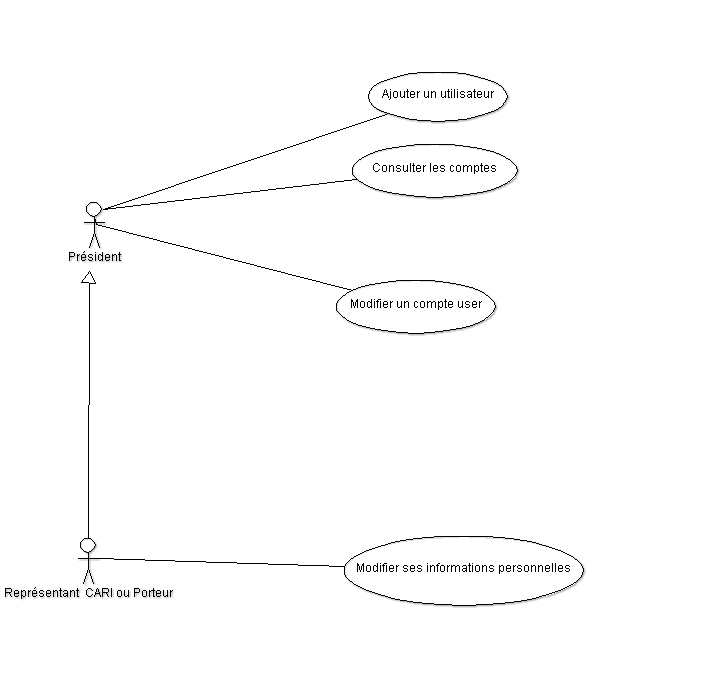 Ajouter un utilisateur
Consulter les comptes
Président
Modifier un compte user
Modifier ses informations personnelles
Représentant CARI ou Porteur